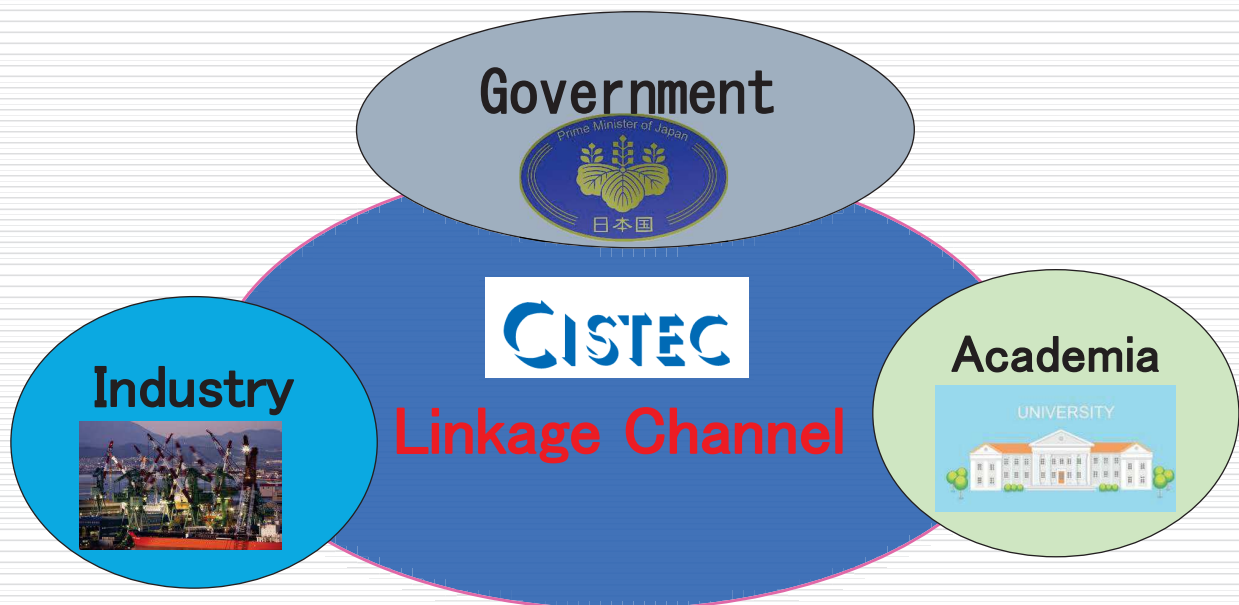 Government
Prime Minister of Japan
日本国
CISTEC
Linkage Channel
Industry
Academia
UNIVERSITY